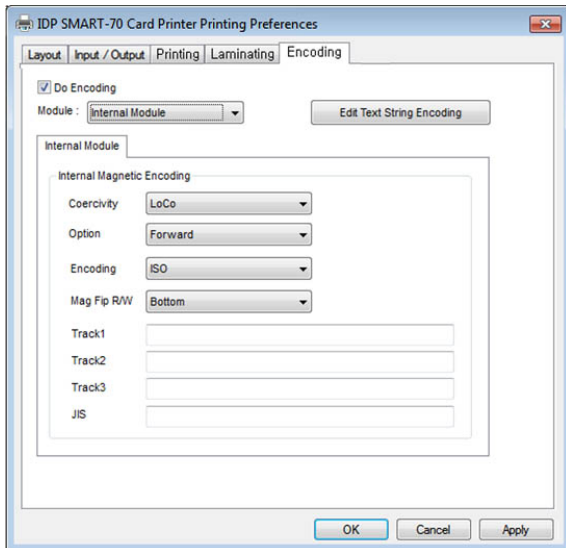 IDP SMART-70 Card Printer Printing Preferences
Layout Input / Output Printing Laminating Encoding
Do Encoding
Module : Internal Module Edit Text String Encoding
Internal Module
Internal Magnetic Encoding
Coercivity LoCo
Option Forward
Encoding ISO
Mag Fip R/W Bottom
Track1
Track2
Track3
JIS
OK Cancel Apply